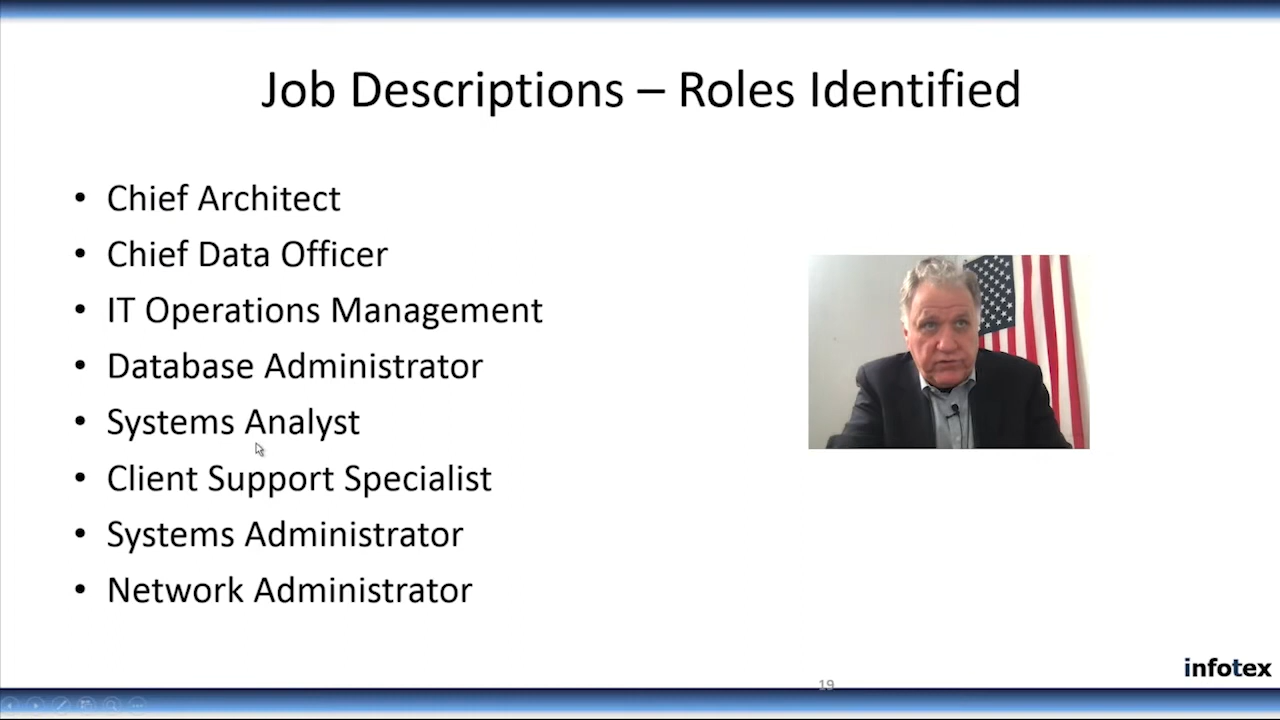 Job Descriptions – Roles Identified
• Chief Architect
• Chief Data Officer
• IT Operations Management
• Database Administrator
• Systems Analyst
• Client Support Specialist
• Systems Administrator
• Network Administrator
infotex
19